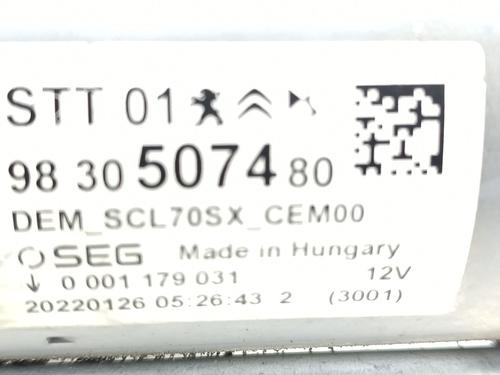 STT 01
98 30 5074 80
DEM_SCL70SX_CEM00
SEG Made in Hungary
0 001 179 031 12V
20220126 05:26:43 2 (3001)